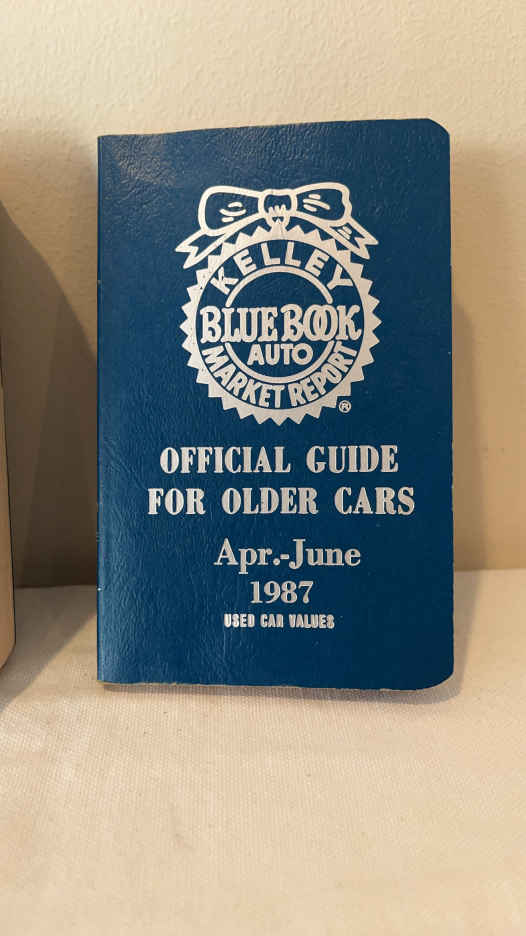 KELLEY
BLUE BOOK
AUTO
MARKET REPORT
®
OFFICIAL GUIDE
FOR OLDER CARS
Apr.-June
1987
USED CAR VALUES